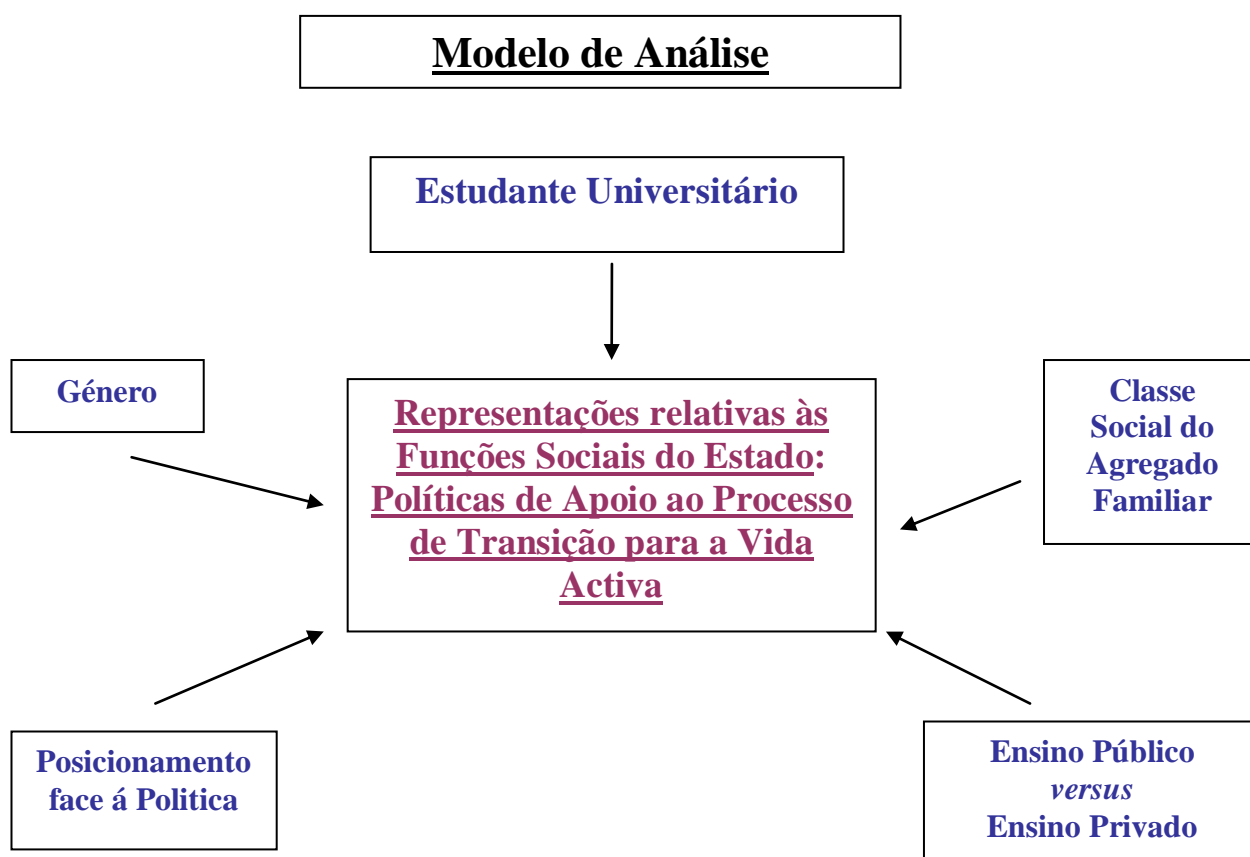 Modelo de Análise
Estudante Universitário
Género
Representações relativas às
Funções Sociais do Estado:
Políticas de Apoio ao Processo
de Transição para a Vida
Activa
Classe
Social do
Agregado
Familiar
Posicionamento
face á Politica
Ensino Público
versus
Ensino Privado